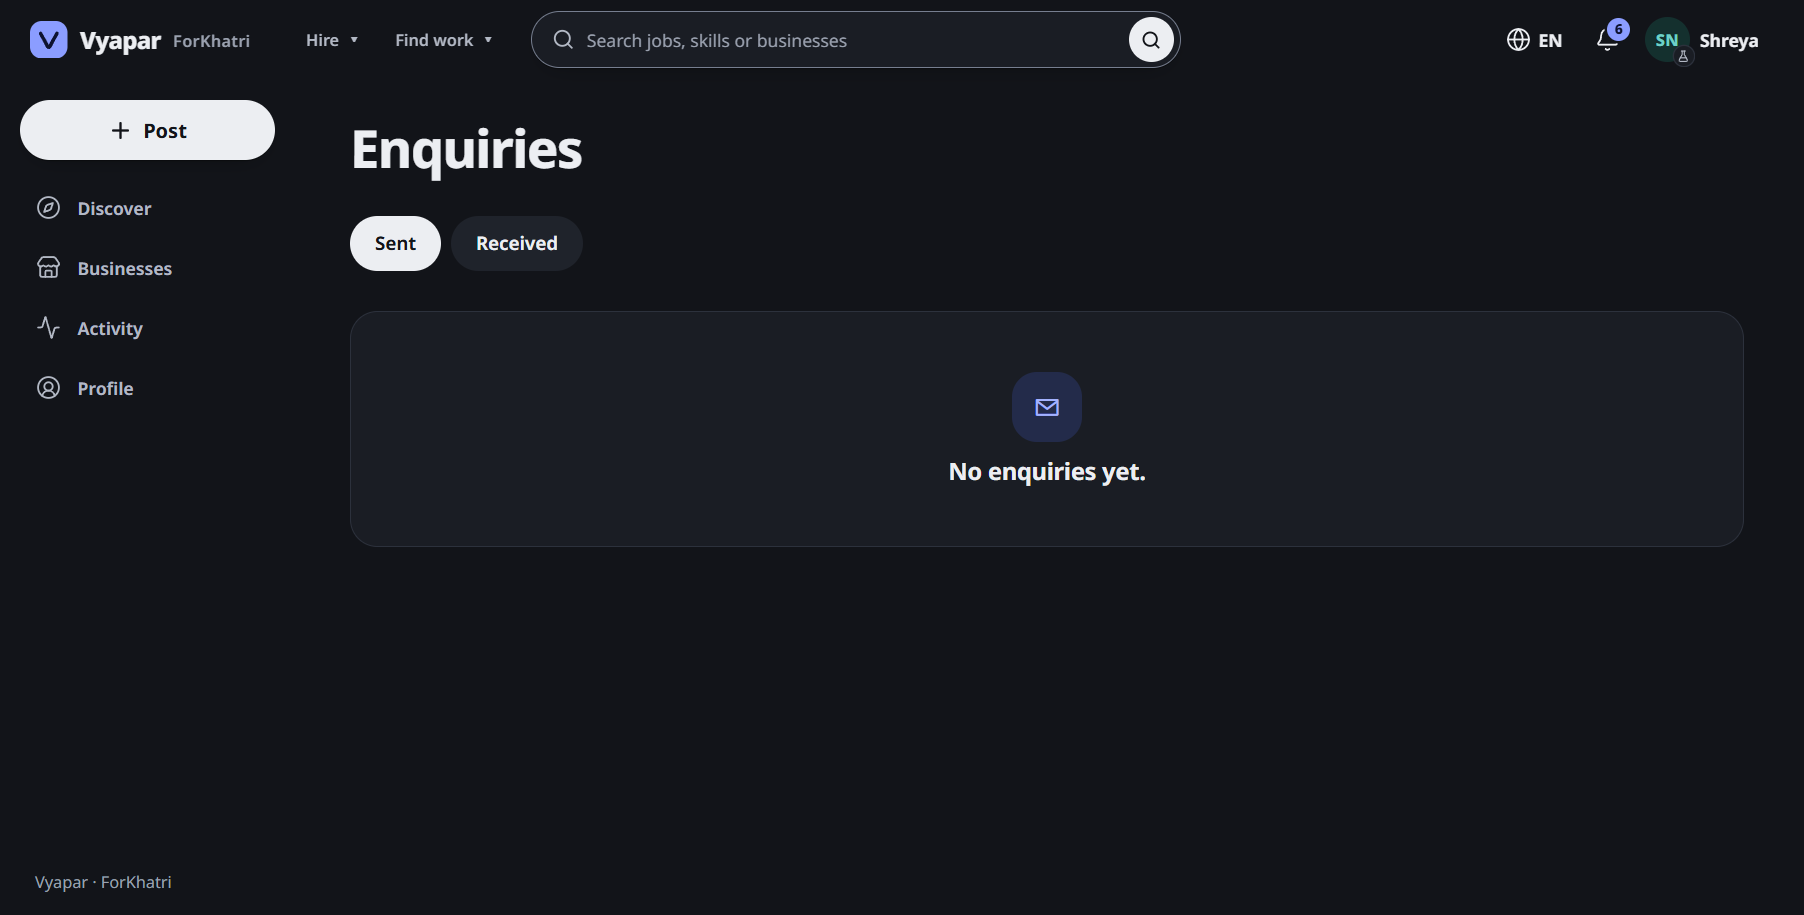 Vyapar ForKhatri
Hire
Find work
Search jobs, skills or businesses
EN
6
SN
Shreya
Post
Discover
Businesses
Activity
Profile
Enquiries
Sent
Received
No enquiries yet.
Vyapar · ForKhatri